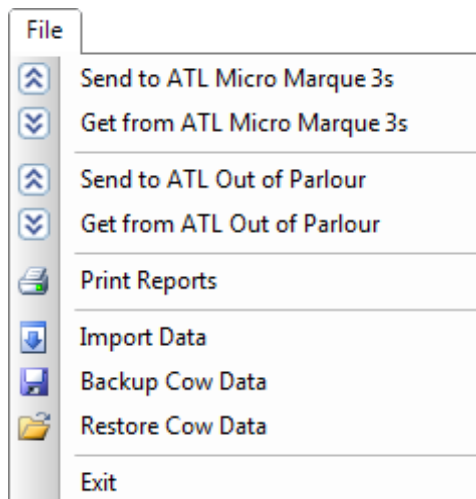 File
Send to ATL Micro Marque 3s
Get from ATL Micro Marque 3s
Send to ATL Out of Parlour
Get from ATL Out of Parlour
Print Reports
Import Data
Backup Cow Data
Restore Cow Data
Exit